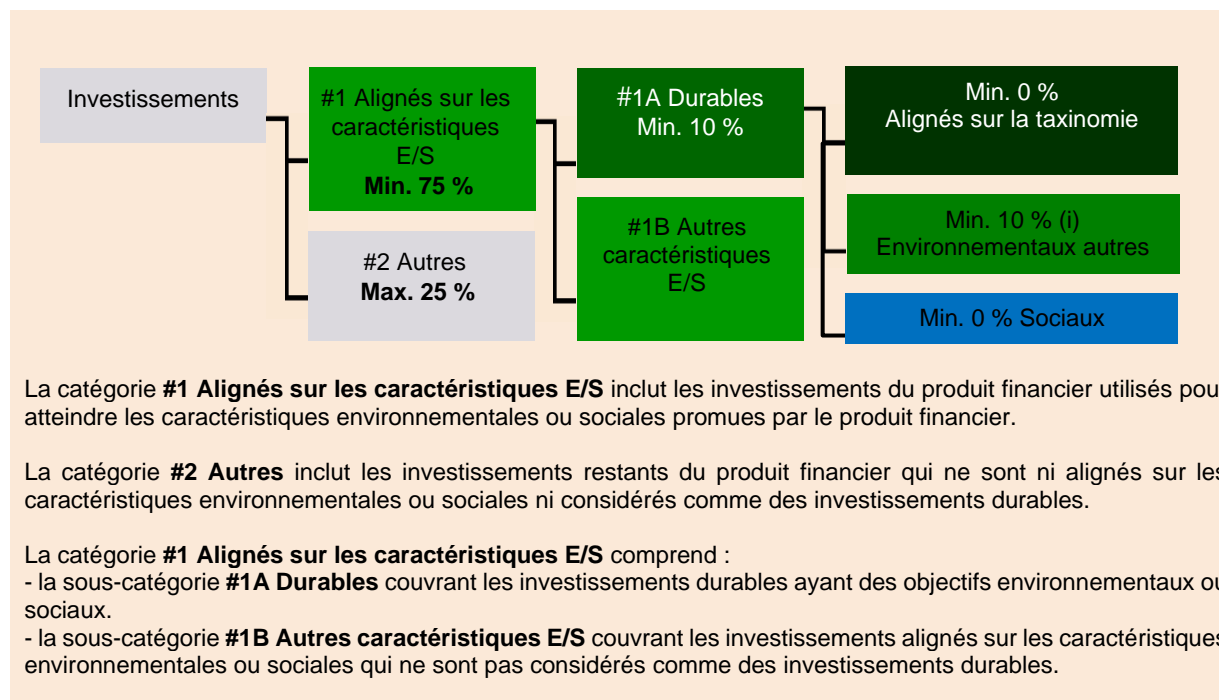 Investissements
#1 Alignés sur les
caractéristiques
E/S
Min. 75 %
#2 Autres
Max. 25 %
#1A Durables
Min. 10 %
#1B Autres
caractéristiques
E/S
Min. 0 %
Alignés sur la taxinomie
Min. 10 % (i)
Environnementaux autres
Min. 0 % Sociaux
La catégorie #1 Alignés sur les caractéristiques E/S inclut les investissements du produit financier utilisés pou
atteindre les caractéristiques environnementales ou sociales promues par le produit financier.
La catégorie #2 Autres inclut les investissements restants du produit financier qui ne sont ni alignés sur les
caractéristiques environnementales ou sociales ni considérés comme des investissements durables.
La catégorie #1 Alignés sur les caractéristiques E/S comprend :
- la sous-catégorie #1A Durables couvrant les investissements durables ayant des objectifs environnementaux ou
sociaux.
- la sous-catégorie #1B Autres caractéristiques E/S couvrant les investissements alignés sur les caractéristiques
environnementales ou sociales qui ne sont pas considérés comme des investissements durables.